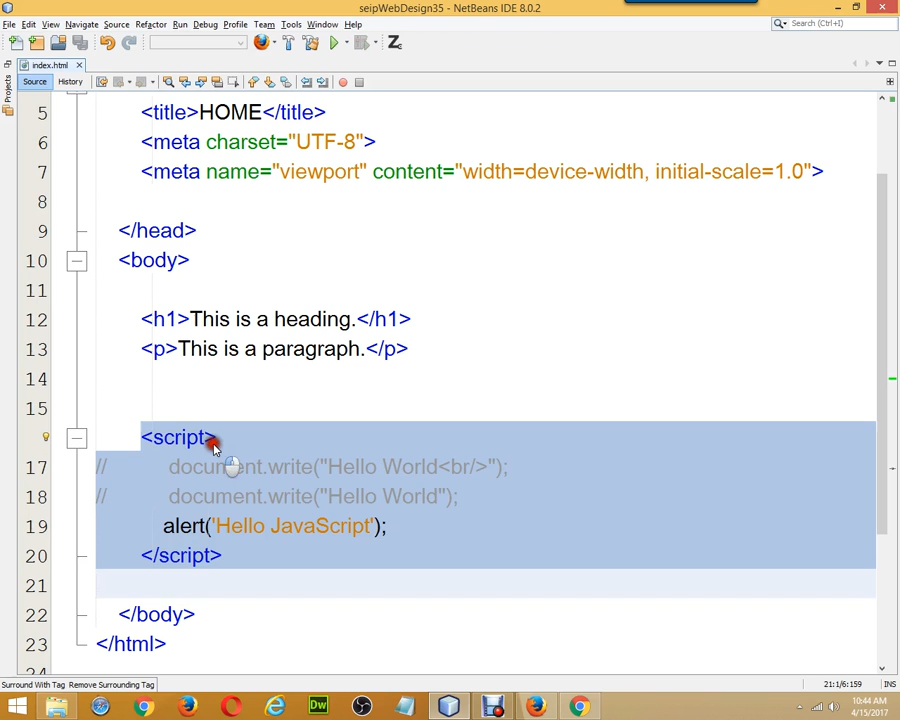 seipWebDesign35 - NetBeans IDE 8.0.2
File Edit View Navigate Source Refactor Run Debug Profile Team Tools Window Help
Search (Ctrl+I)
index.html
Projects
Source History
5 <title>HOME</title>
6 <meta charset="UTF-8">
7 <meta name="viewport" content="width=device-width, initial-scale=1.0">
8
9 </head>
10 <body>
11
12 <h1>This is a heading.</h1>
13 <p>This is a paragraph.</p>
14
15
<script>
17 // document.write("Hello World<br/>");
18 // document.write("Hello World");
19 alert('Hello JavaScript');
20 </script>
21
22 </body>
23 </html>
24
Surround With Tag Remove Surrounding Tag
21:1/6:159 INS
Dw
10:44 AM
4/15/2017